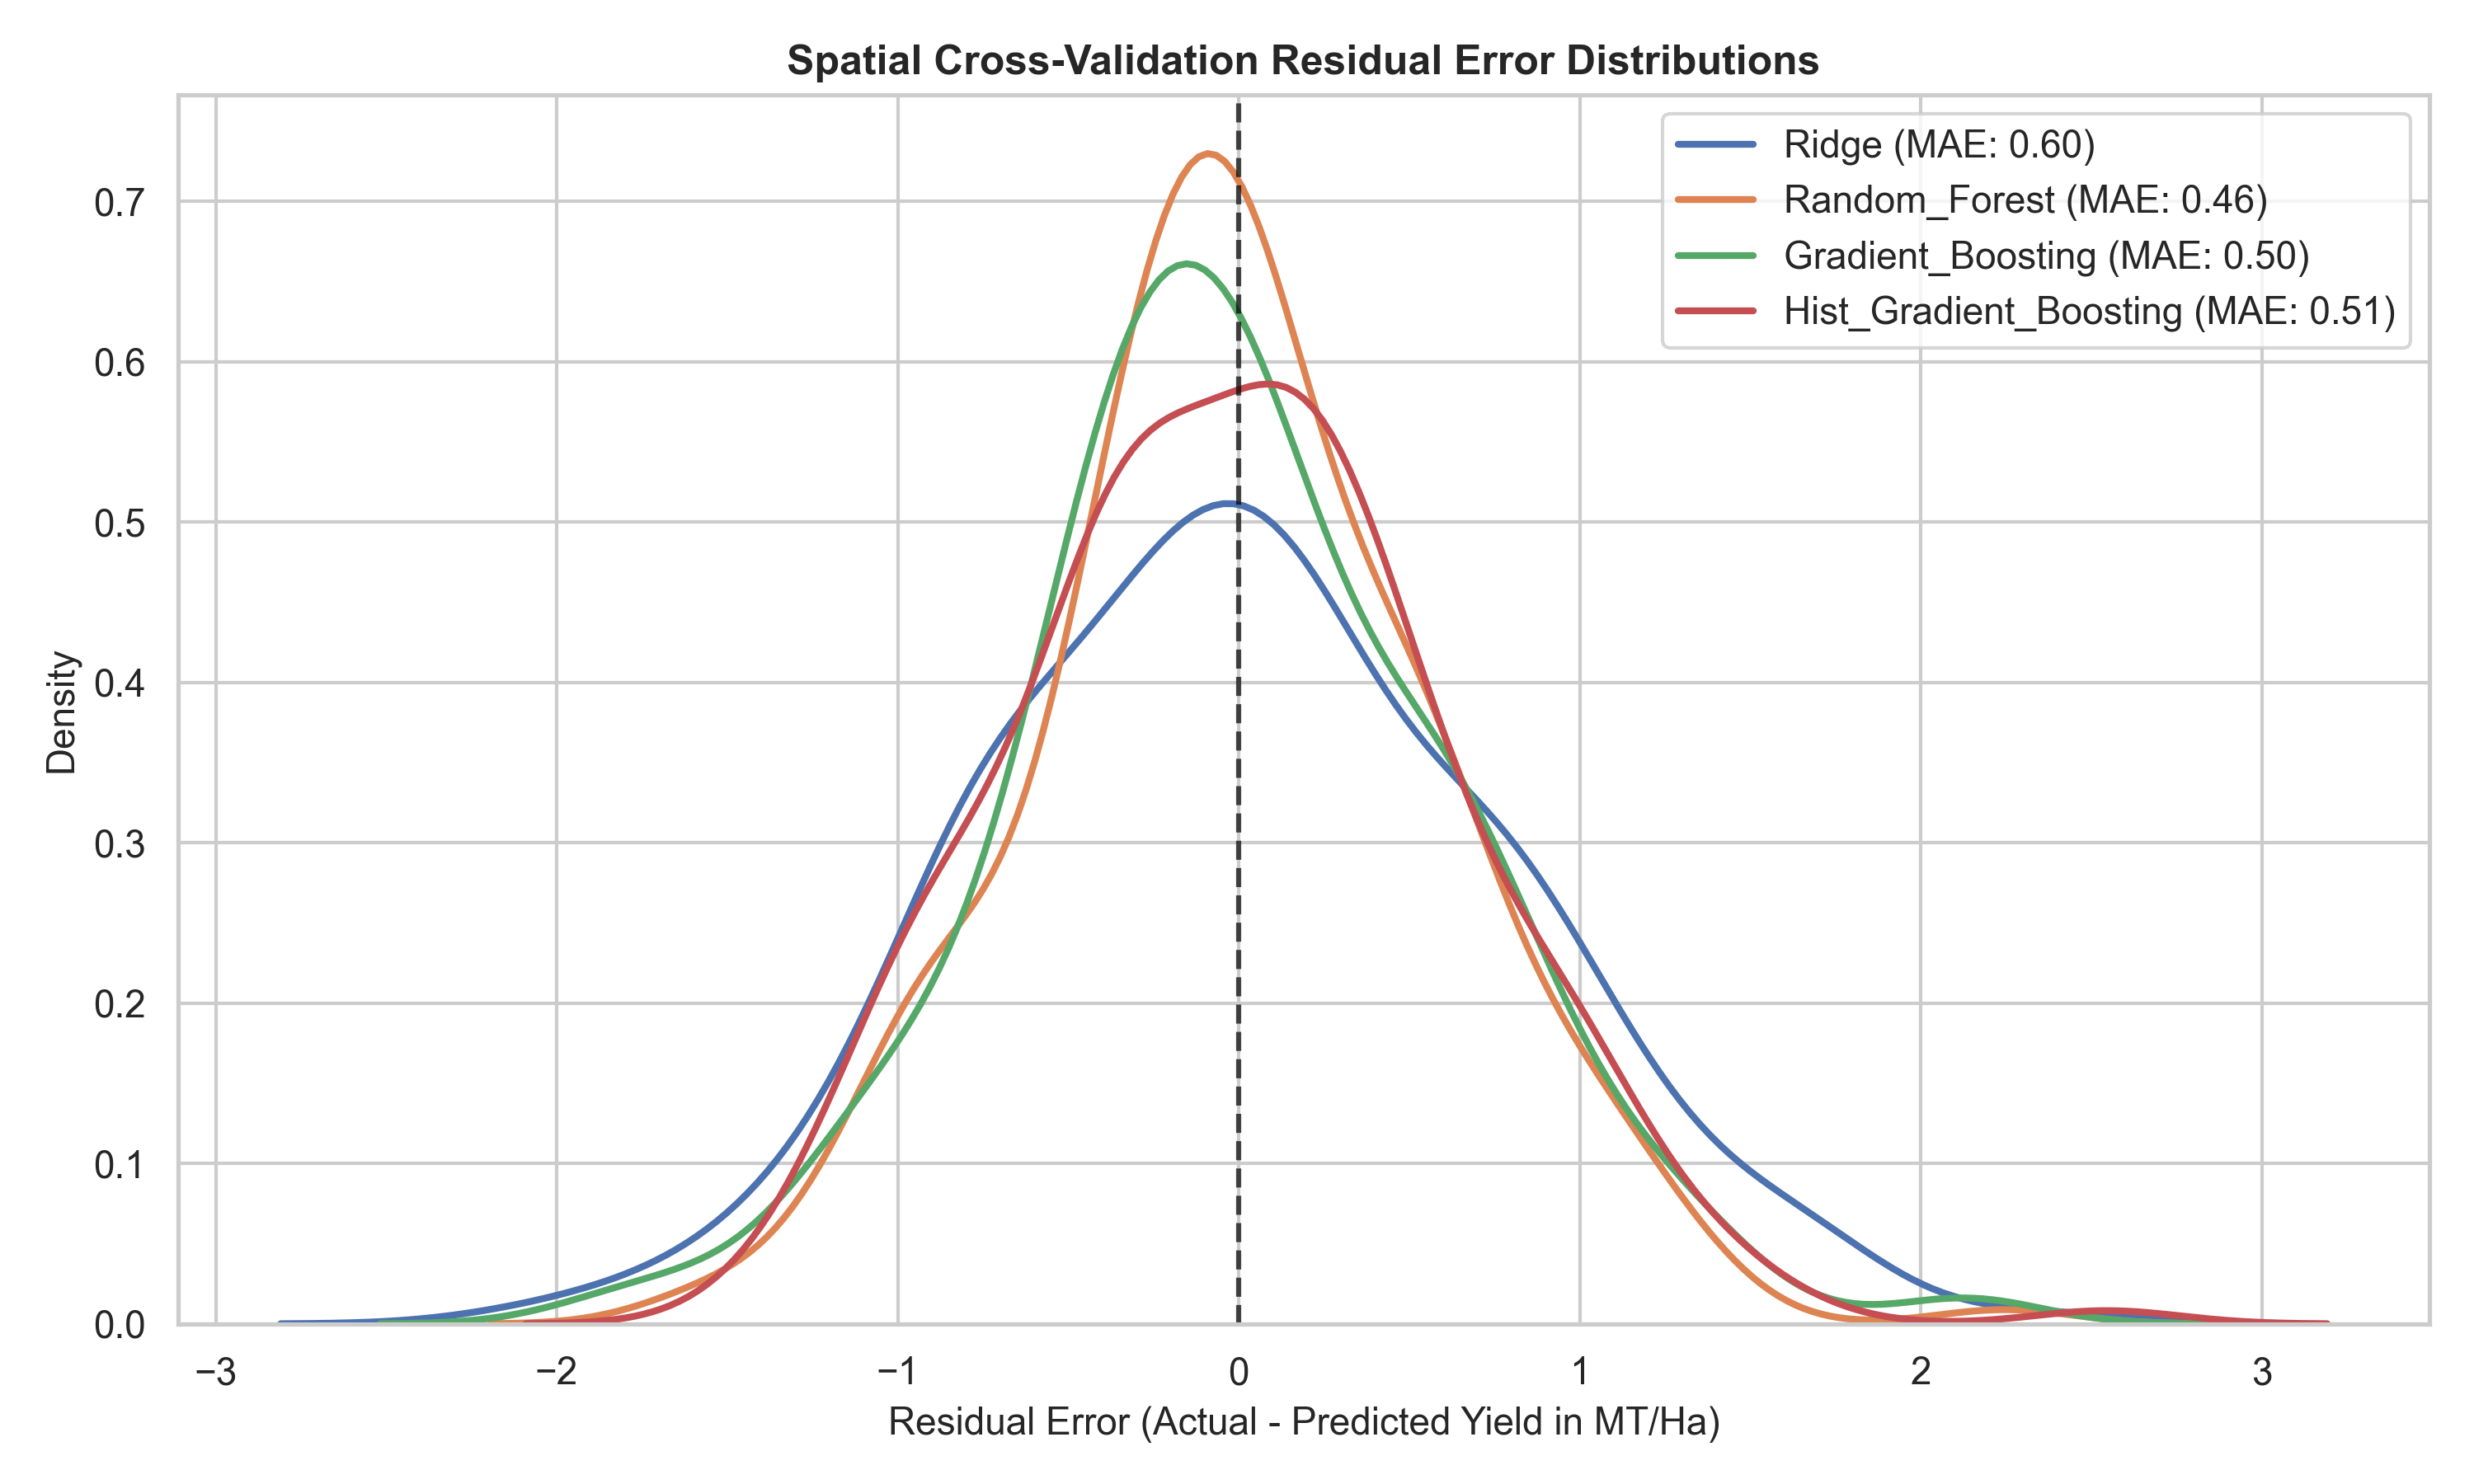 Spatial Cross-Validation Residual Error Distributions
Ridge (MAE: 0.60)
Random_Forest (MAE: 0.46)
Gradient_Boosting (MAE: 0.50)
Hist_Gradient_Boosting (MAE: 0.51)
Density
0.7
0.6
0.5
0.4
0.3
0.2
0.1
0.0
−3 −2 −1 0 1 2 3
Residual Error (Actual - Predicted Yield in MT/Ha)